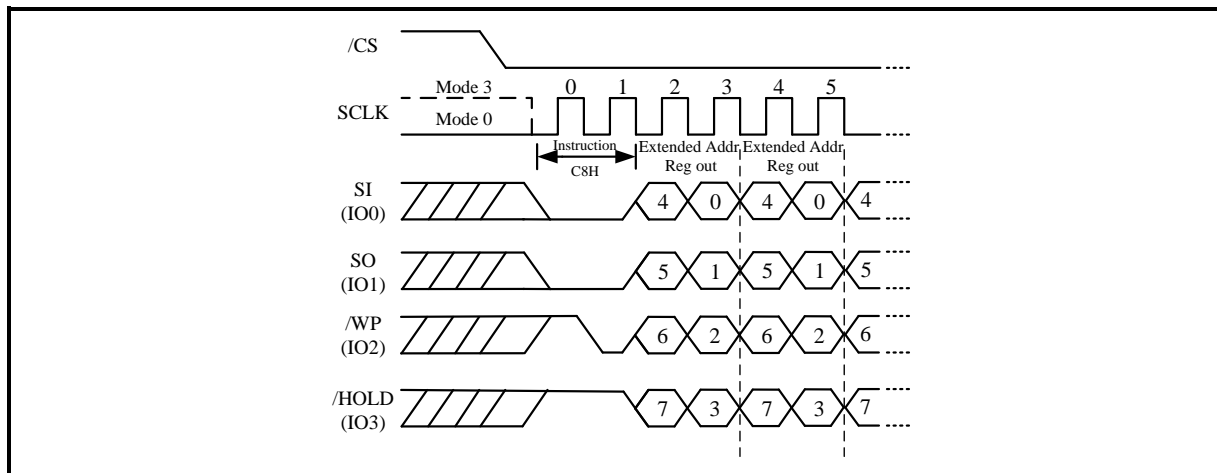 /CS
Mode 3
0 1 2 3 4 5
SCLK
Mode 0
Instruction
C8H
Extended Addr
Reg out
Extended Addr
Reg out
SI
(IO0)
4 0 4 0 4
SO
(IO1)
5 1 5 1 5
/WP
(IO2)
6 2 6 2 6
/HOLD
(IO3)
7 3 7 3 7